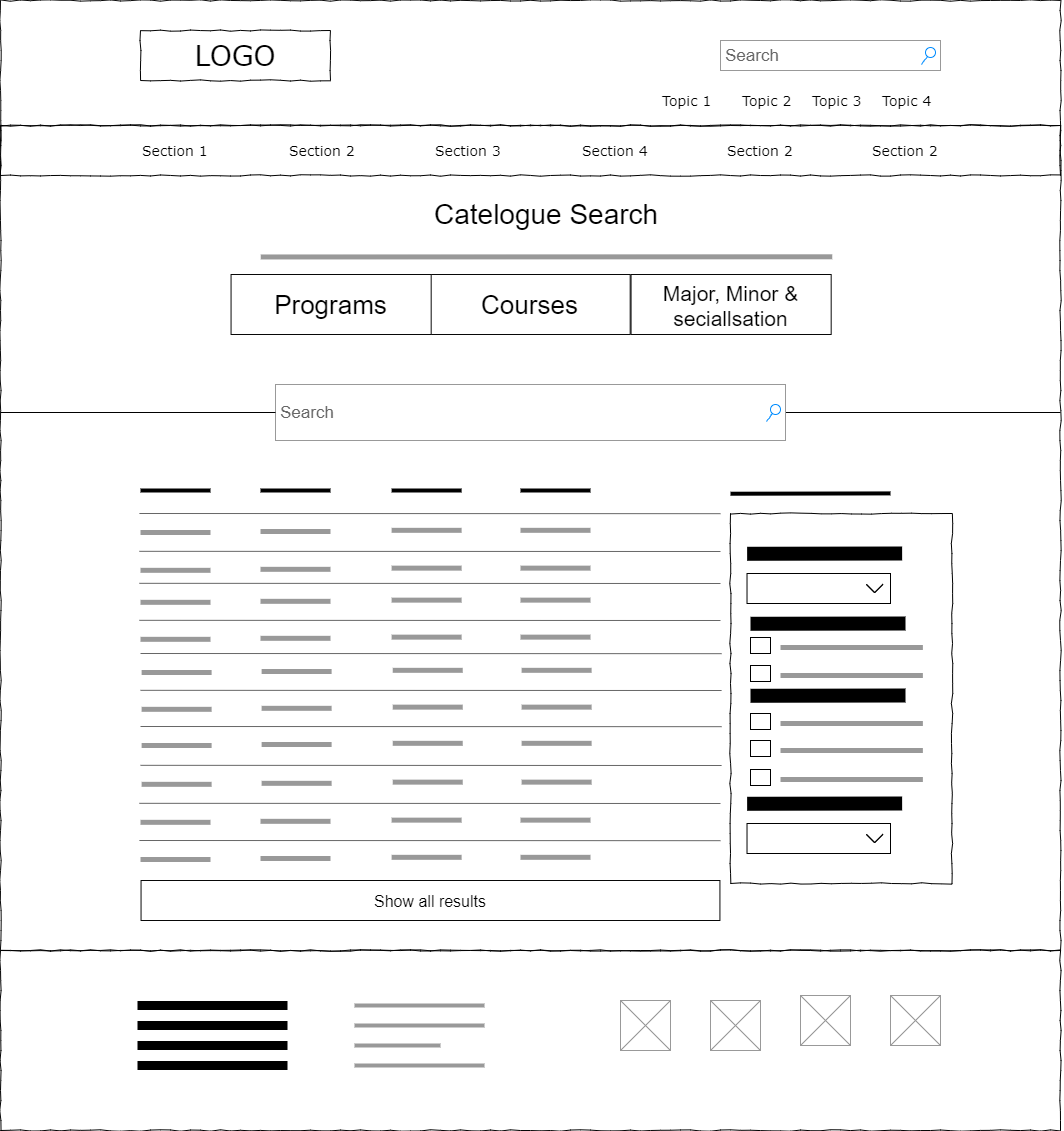 LOGO
Search
Topic 1 Topic 2 Topic 3 Topic 4
Section 1 Section 2 Section 3 Section 4 Section 2 Section 2
Catelogue Search
Programs Courses Major, Minor &
seciallsation
Search
Show all results